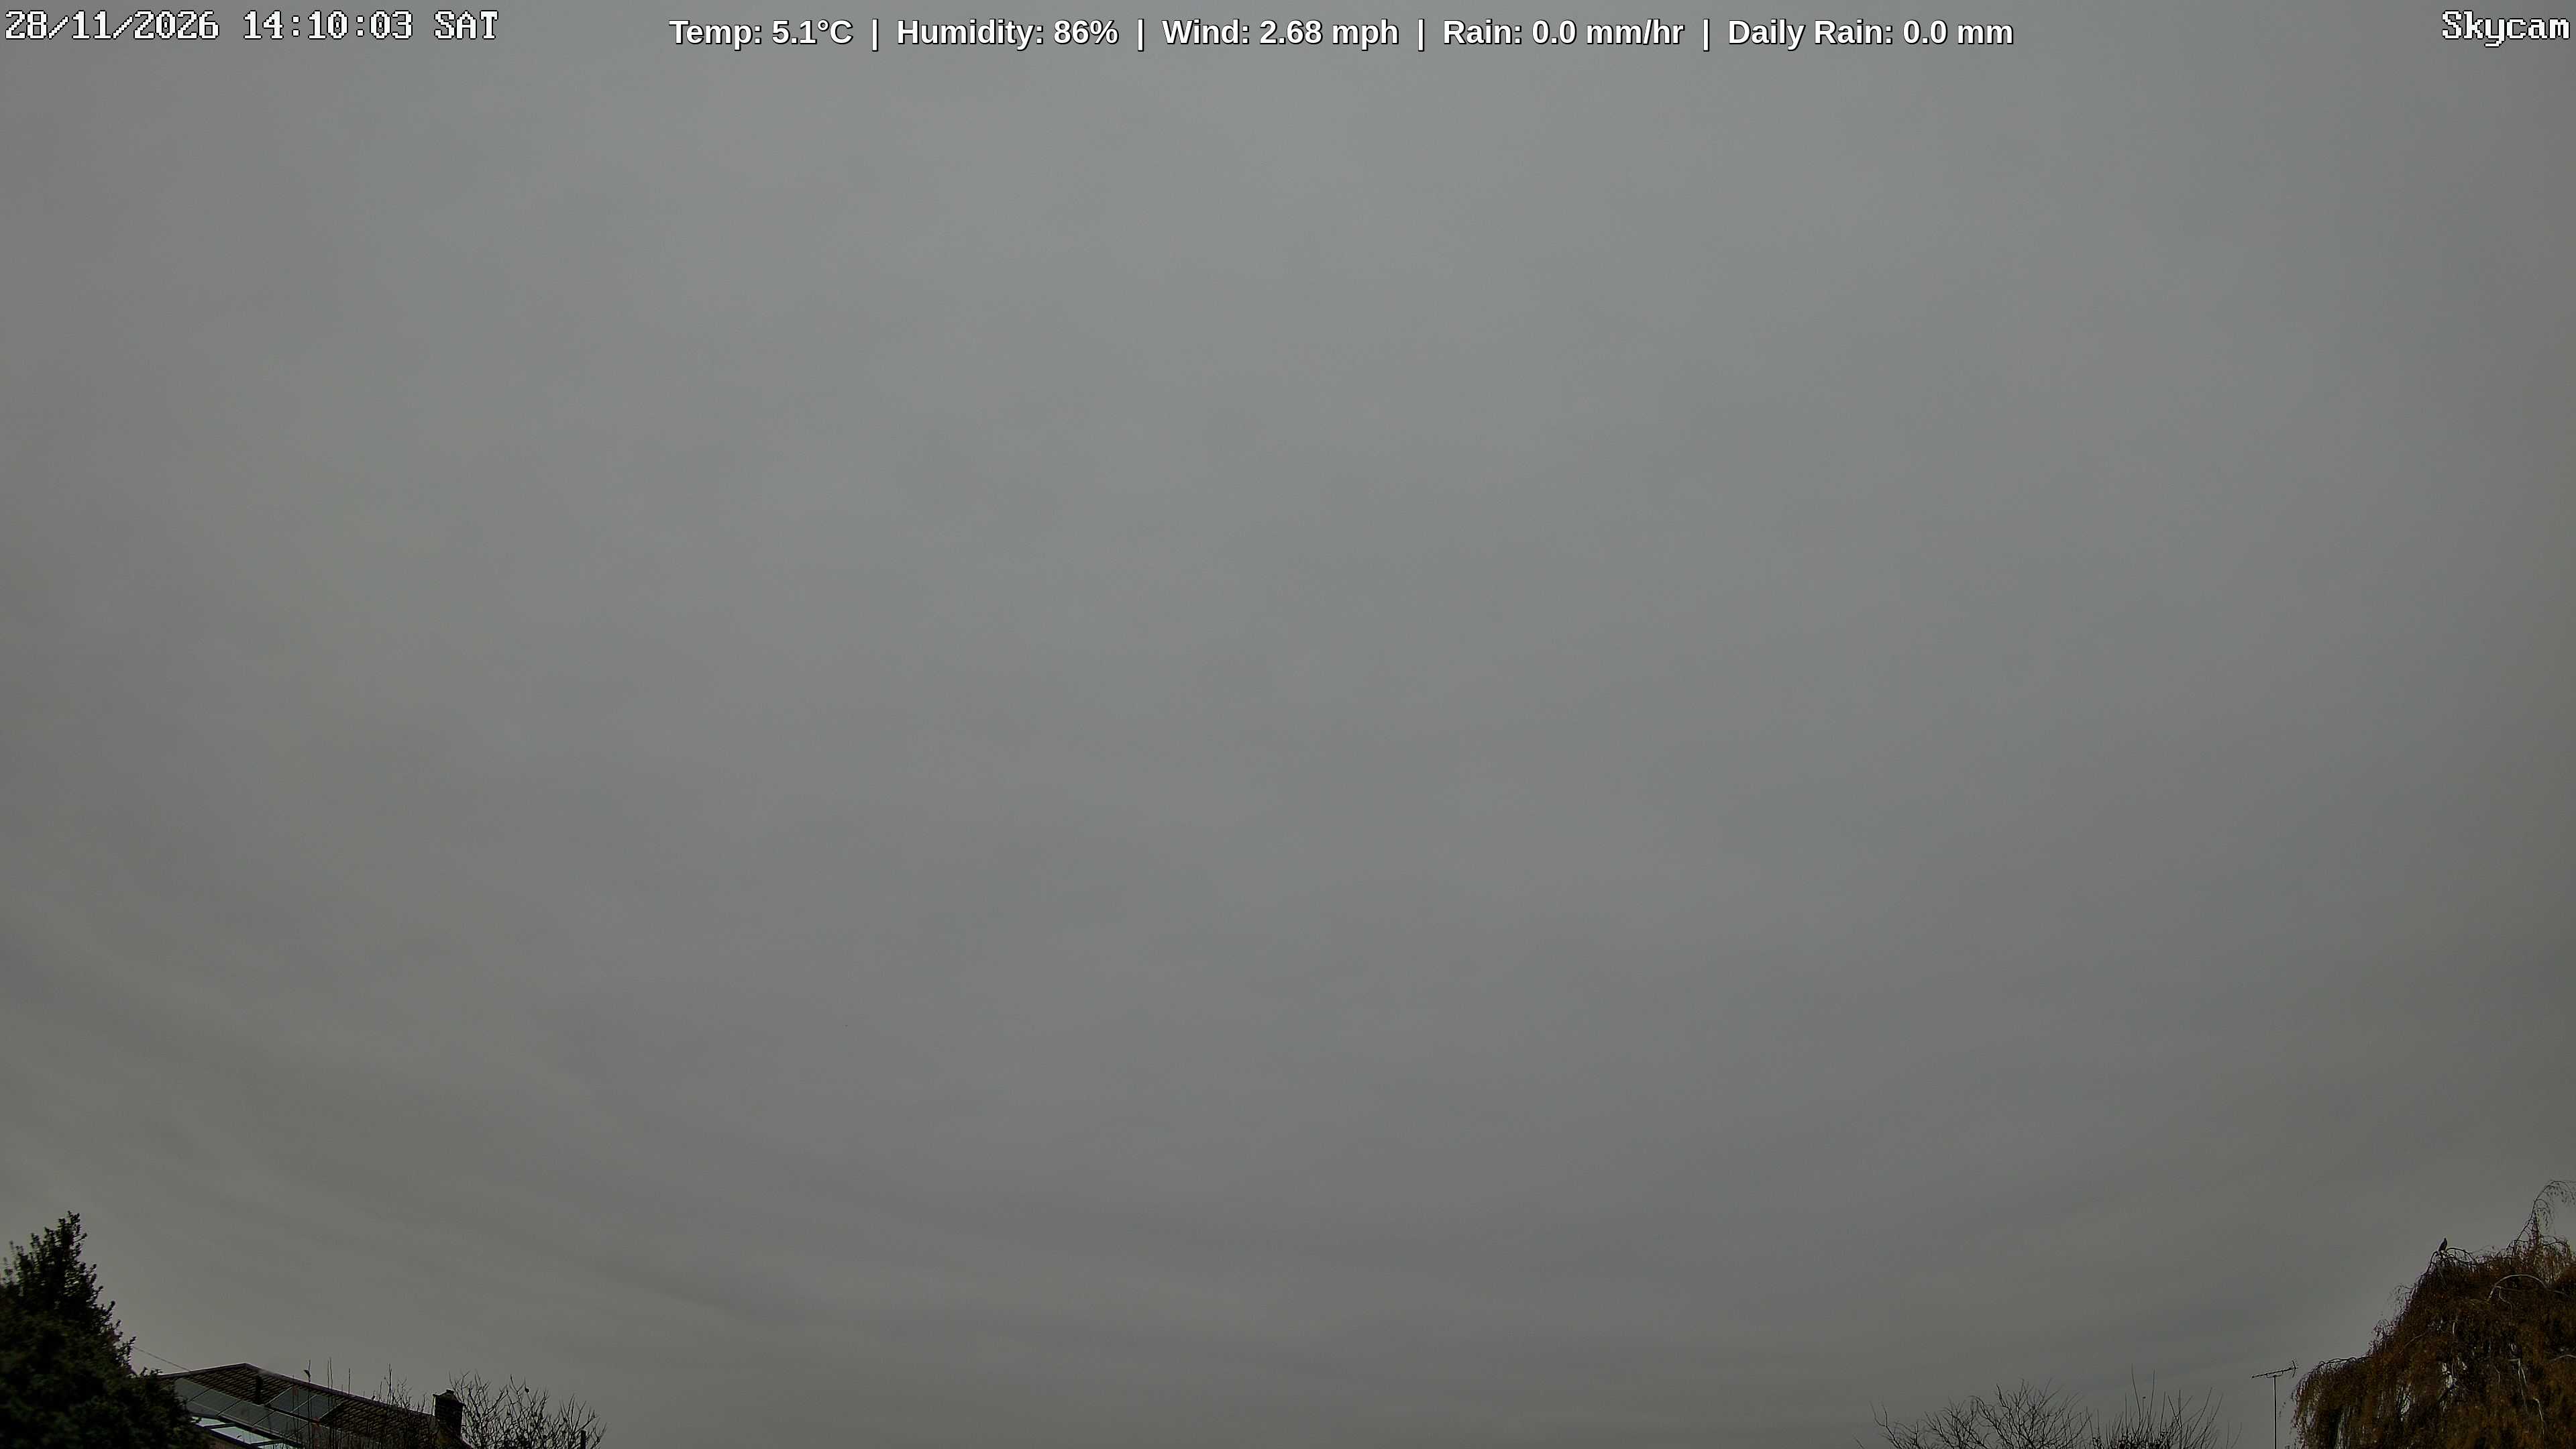 28/11/2026 14:10:03 SAT
Temp: 5.1°C | Humidity: 86% | Wind: 2.68 mph | Rain: 0.0 mm/hr | Daily Rain: 0.0 mm
Skycam